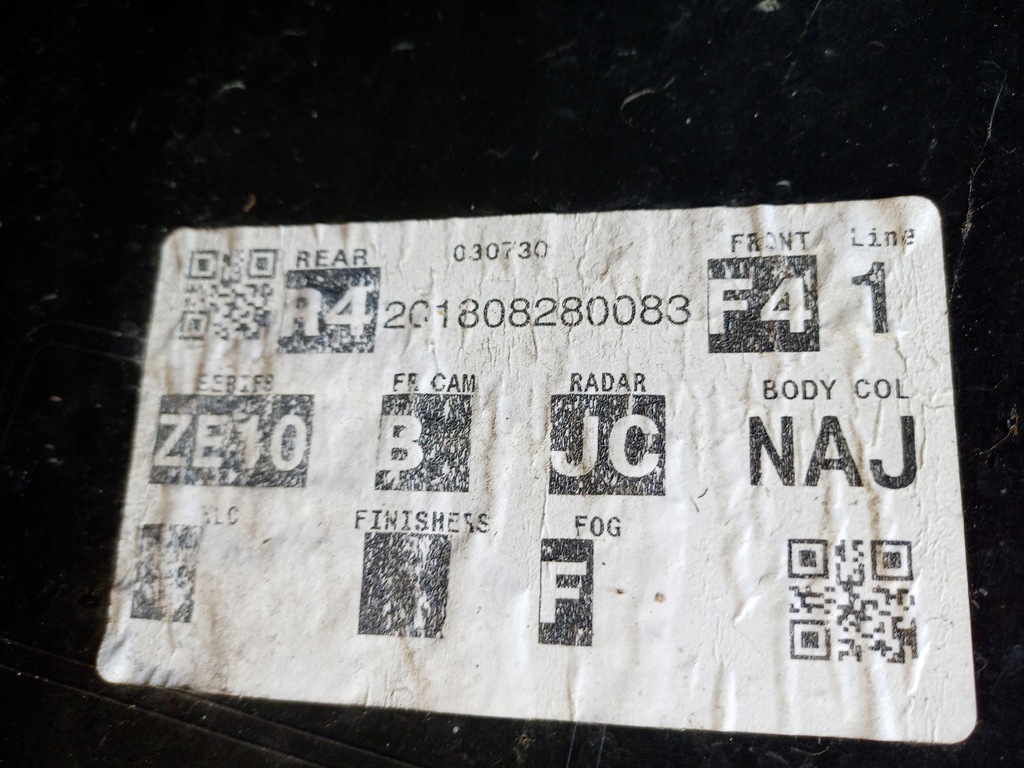 REAR 030730 FRONT Line
R4 201808280083 F4 1
SERIES FR CAM RADAR BODY COL
ZE10 B JC NAJ
FINISHERS FOG
F